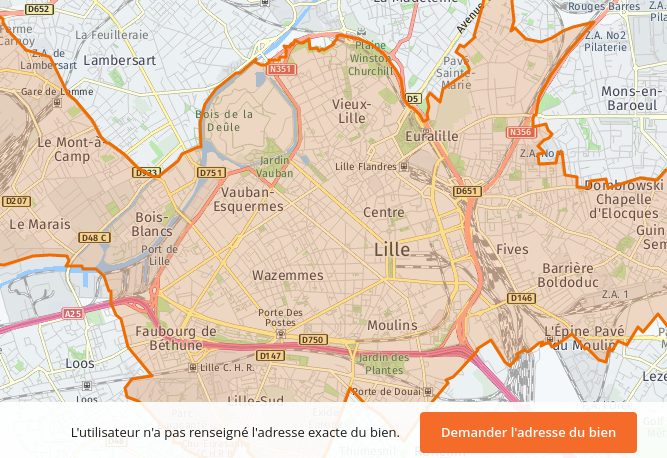 D652
La Madeleine
Rouges Barres
Avenue
La Feuilleraie
Lambersart
Z.A. de
Lambersart
Gare de Lomme
Plaine
Winston
Churchill
N351
Pavé
Sainte-
Marie
Z.A. No2
Pilaterie
Mons-en-
Barœul
D5
Vieux-
Lille
Bois de la
Deûle
Euralille
N356
Z.A. No
Le Mont-à-
Camp
Jardin
Vauban
Lille Flandres
D933
D751
D651
Dombrowski
Chapelle
d'Elocques
Vauban-
Esquermes
D207
Le Marais
Bois-
Blancs
Centre
D48 C
Port de
Lille
Lille
Fives
Wazemmes
Barrière
Boldoduc
Z.A. 1
D146
A25
Porte Des
Postes
Faubourg de
Béthune
Moulins
L'Épine Pavé
du Moulin
D750
D147
Jardin des
Plantes
Loos
Lille C. H. R.
Porte de Douai
Loos
Lille-Sud
L'utilisateur n'a pas renseigné l'adresse exacte du bien.
Demander l'adresse du bien